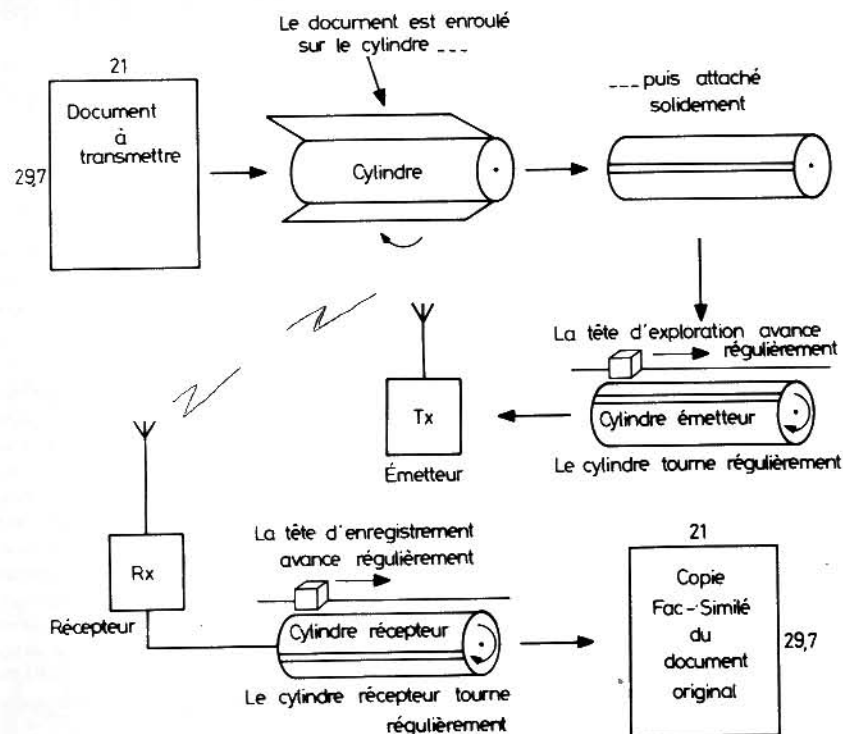 Le document est enroulé
sur le cylindre ---
21
Document
à
transmettre
29,7
Cylindre
--- puis attaché
solidement
La tête d'exploration avance
régulièrement
Cylindre émetteur
Le cylindre tourne régulièrement
Tx
Émetteur
Rx
Récepteur
La tête d'enregistrement
avance régulièrement
Cylindre récepteur
Le cylindre récepteur tourne
régulièrement
21
Copie
Fac-Similé
du
document
original
29,7